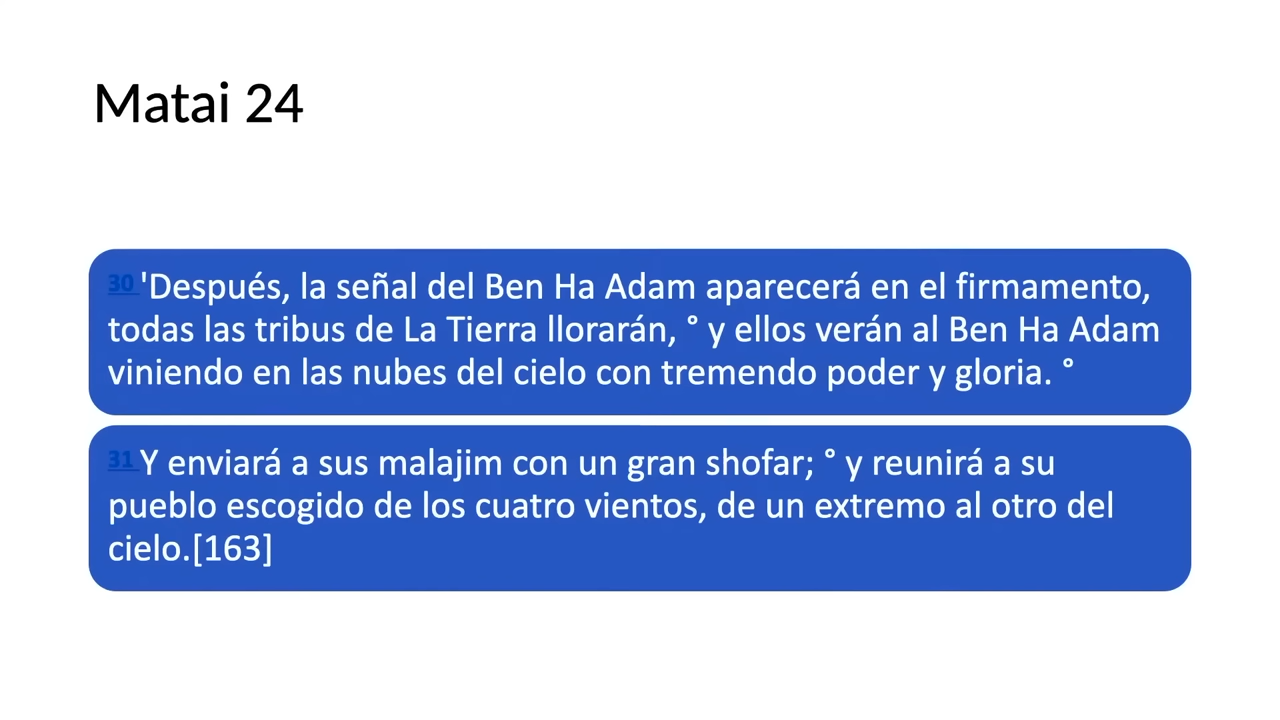 Matai 24
30 'Después, la señal del Ben Ha Adam aparecerá en el firmamento,
todas las tribus de La Tierra llorarán, ° y ellos verán al Ben Ha Adam
viniendo en las nubes del cielo con tremendo poder y gloria. °
31 Y enviará a sus malajim con un gran shofar; ° y reunirá a su
pueblo escogido de los cuatro vientos, de un extremo al otro del
cielo.[163]